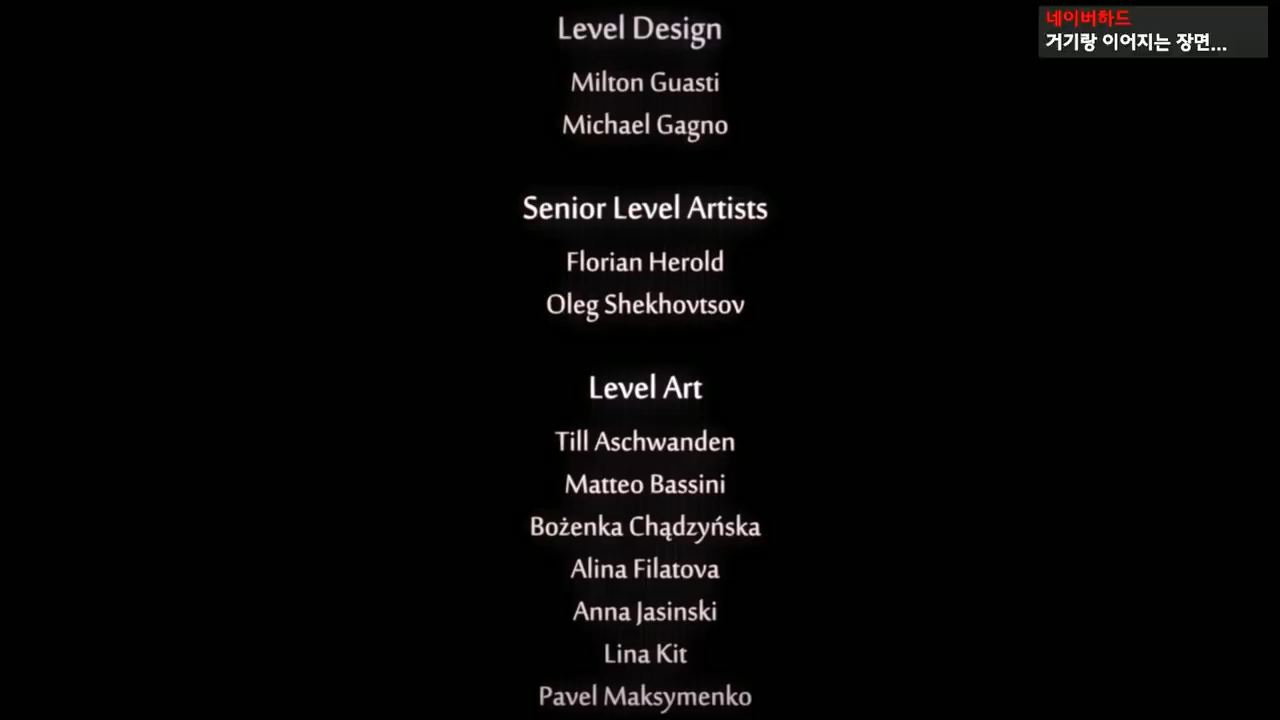 네이버하드
거기랑 이어지는 장면...
Level Design
Milton Guasti
Michael Gagno
Senior Level Artists
Florian Herold
Oleg Shekhovtsov
Level Art
Till Aschwanden
Matteo Bassini
Bożenka Chądzyńska
Alina Filatova
Anna Jasinski
Lina Kit
Pavel Maksymenko